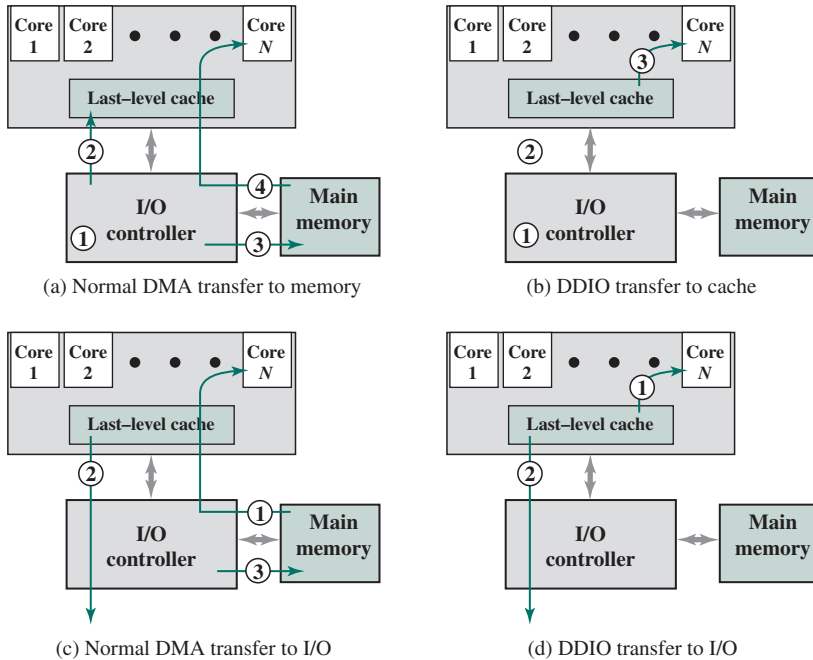 Core 1
Core 2
Core N
Last–level cache
2
I/O controller
1
4
3
Main memory
(a) Normal DMA transfer to memory
Core 1
Core 2
Core N
3
Last–level cache
2
I/O controller
1
Main memory
(b) DDIO transfer to cache
Core 1
Core 2
Core N
Last–level cache
2
I/O controller
1
3
Main memory
(c) Normal DMA transfer to I/O
Core 1
Core 2
Core N
1
Last–level cache
2
I/O controller
Main memory
(d) DDIO transfer to I/O